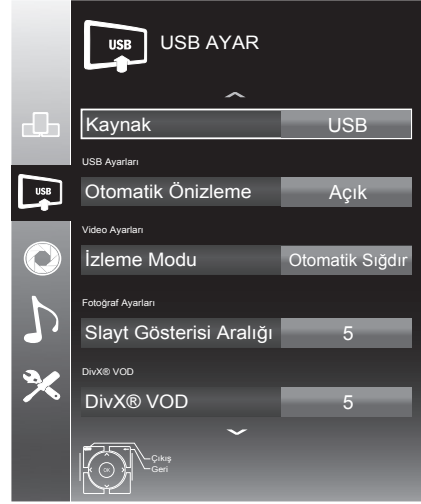 USB
USB AYAR
Kaynak USB
USB Ayarları
USB
Otomatik Önizleme Açık
Video Ayarları
İzleme Modu Otomatik Sığdır
Fotoğraf Ayarları
Slayt Gösterisi Aralığı 5
DivX® VOD
DivX® VOD 5
Çıkış
OK
Geri